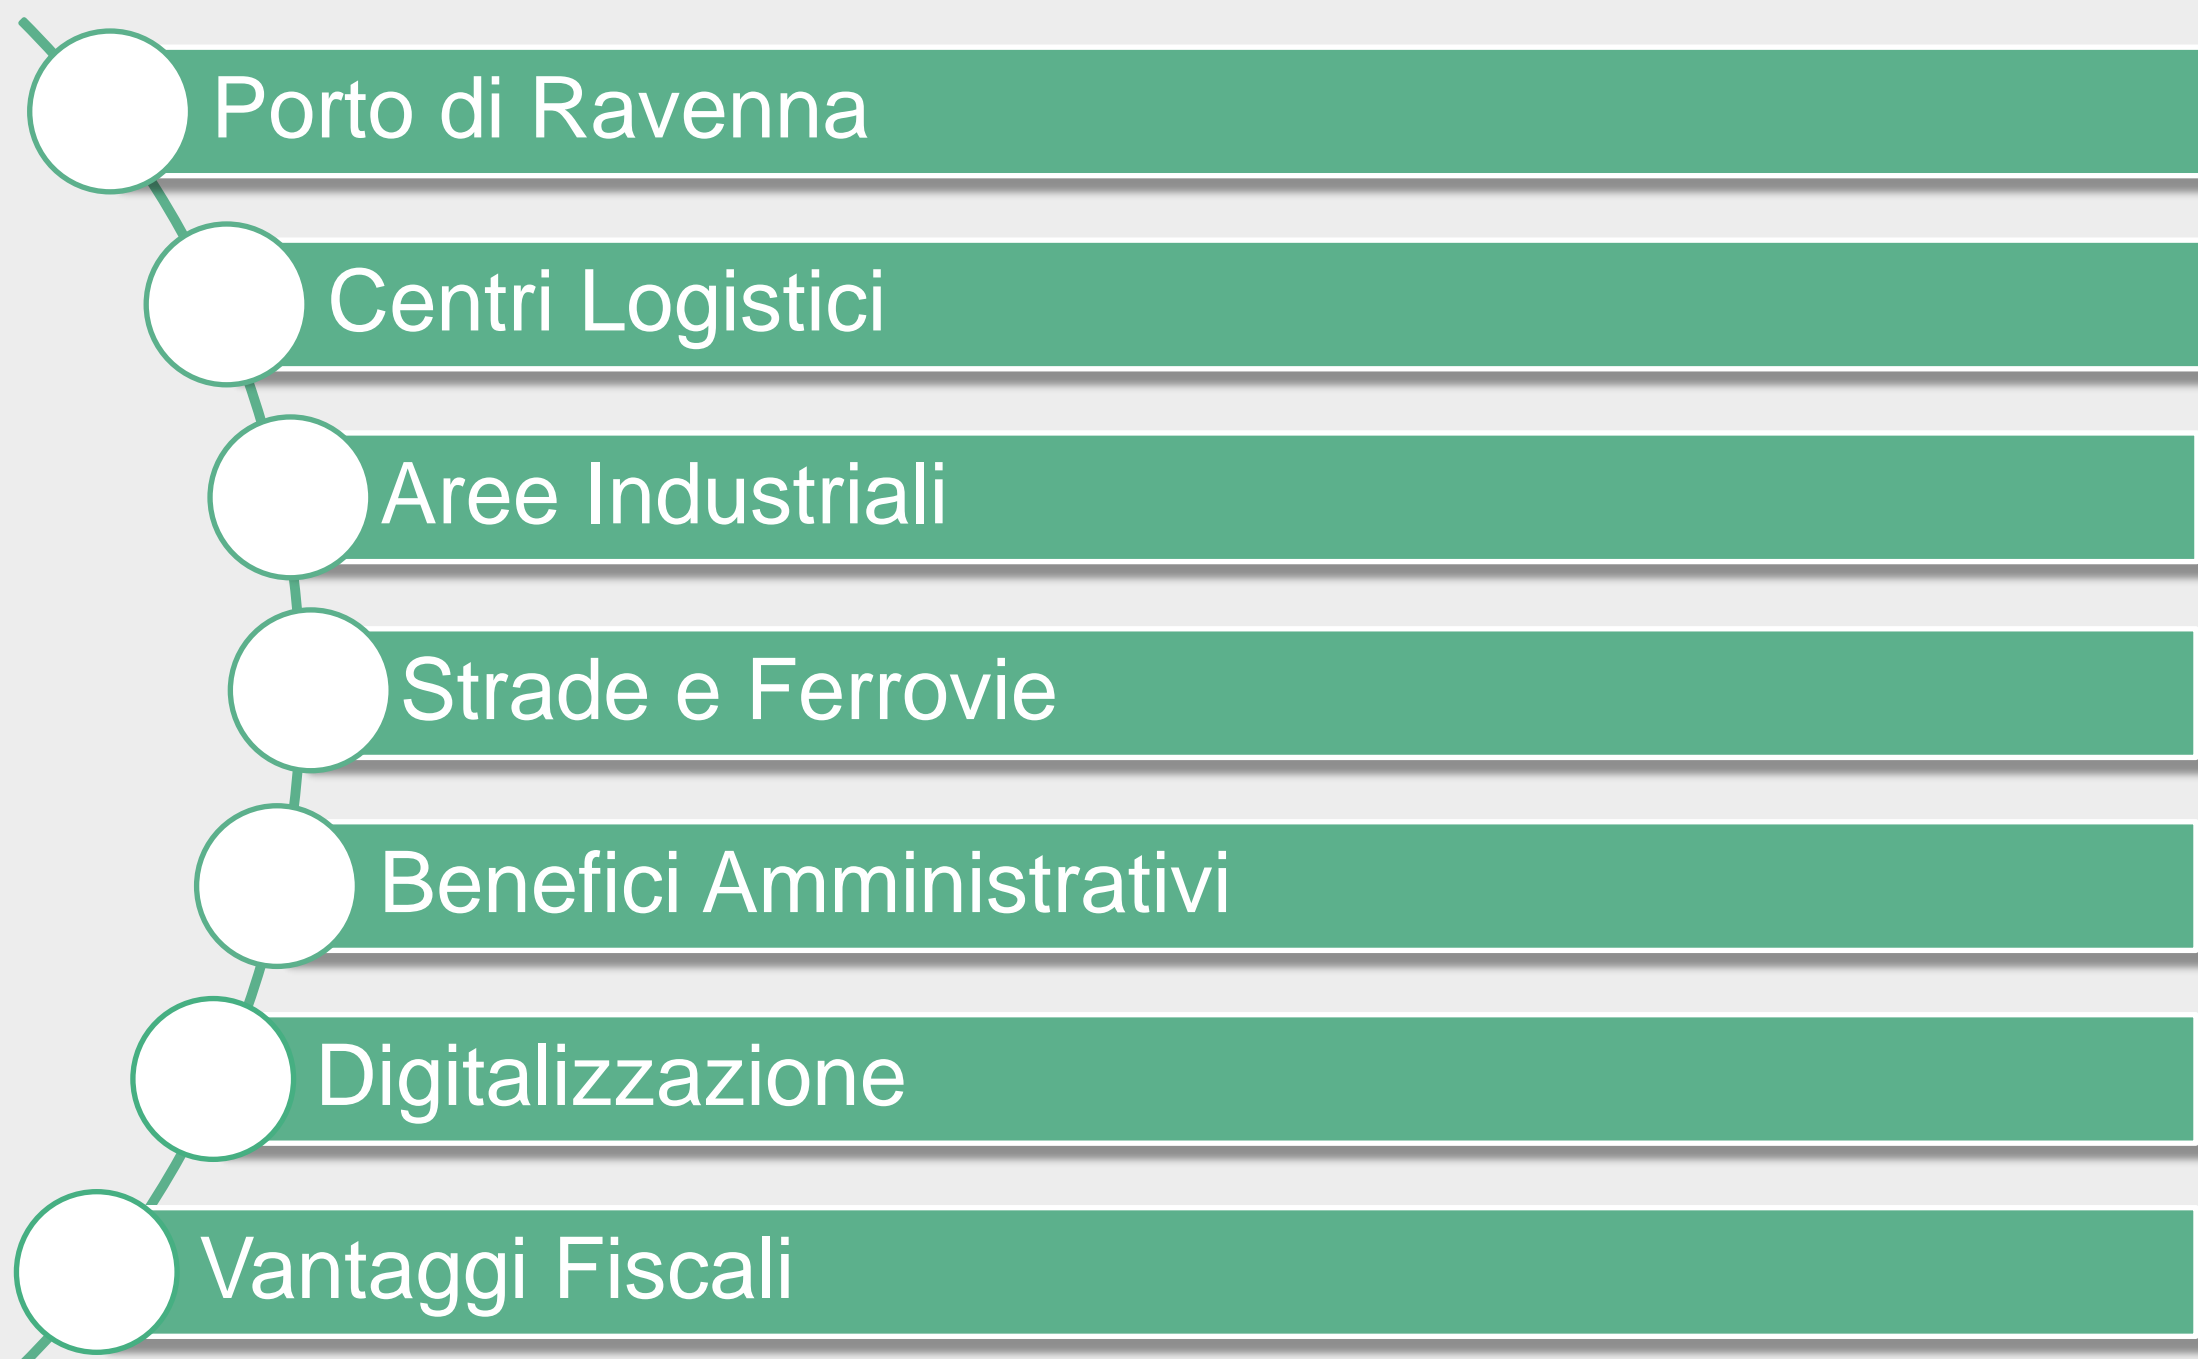 Porto di Ravenna
Centri Logistici
Aree Industriali
Strade e Ferrovie
Benefici Amministrativi
Digitalizzazione
Vantaggi Fiscali